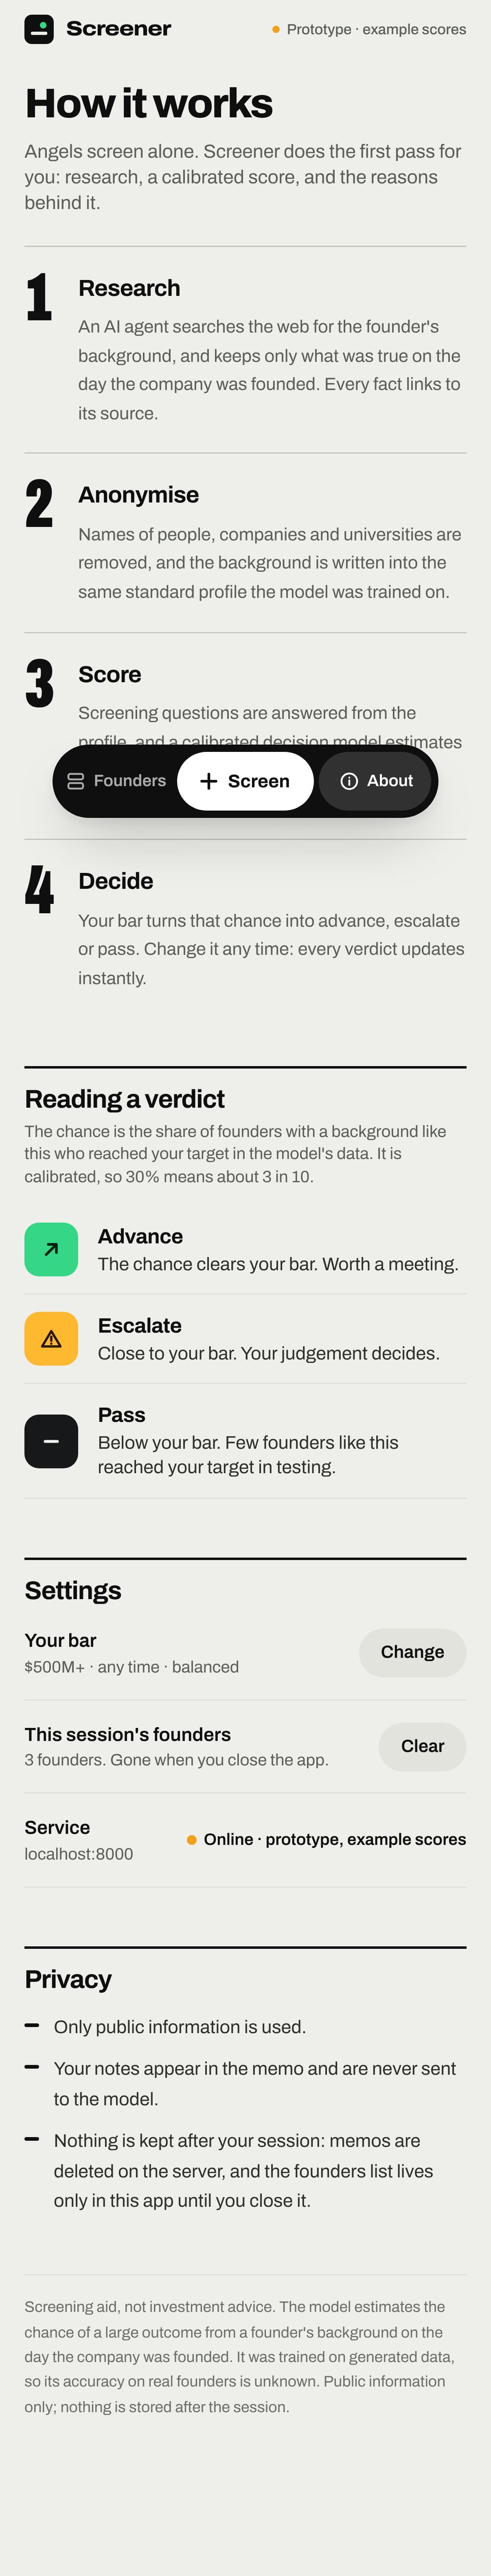 Screener
Prototype · example scores
How it works
Angels screen alone. Screener does the first pass for
you: research, a calibrated score, and the reasons
behind it.
1
Research
An AI agent searches the web for the founder's
background, and keeps only what was true on the
day the company was founded. Every fact links to
its source.
2
Anonymise
Names of people, companies and universities are
removed, and the background is written into the
same standard profile the model was trained on.
3
Score
Screening questions are answered from the
profile, and a calibrated decision model estimates
Founders
Screen
About
4
Decide
Your bar turns that chance into advance, escalate
or pass. Change it any time: every verdict updates
instantly.
Reading a verdict
The chance is the share of founders with a background like
this who reached your target in the model's data. It is
calibrated, so 30% means about 3 in 10.
Advance
The chance clears your bar. Worth a meeting.
Escalate
Close to your bar. Your judgement decides.
Pass
Below your bar. Few founders like this
reached your target in testing.
Settings
Your bar
$500M+ · any time · balanced
Change
This session's founders
3 founders. Gone when you close the app.
Clear
Service
localhost:8000
Online · prototype, example scores
Privacy
Only public information is used.
Your notes appear in the memo and are never sent
to the model.
Nothing is kept after your session: memos are
deleted on the server, and the founders list lives
only in this app until you close it.
Screening aid, not investment advice. The model estimates the
chance of a large outcome from a founder's background on the
day the company was founded. It was trained on generated data,
so its accuracy on real founders is unknown. Public information
only; nothing is stored after the session.